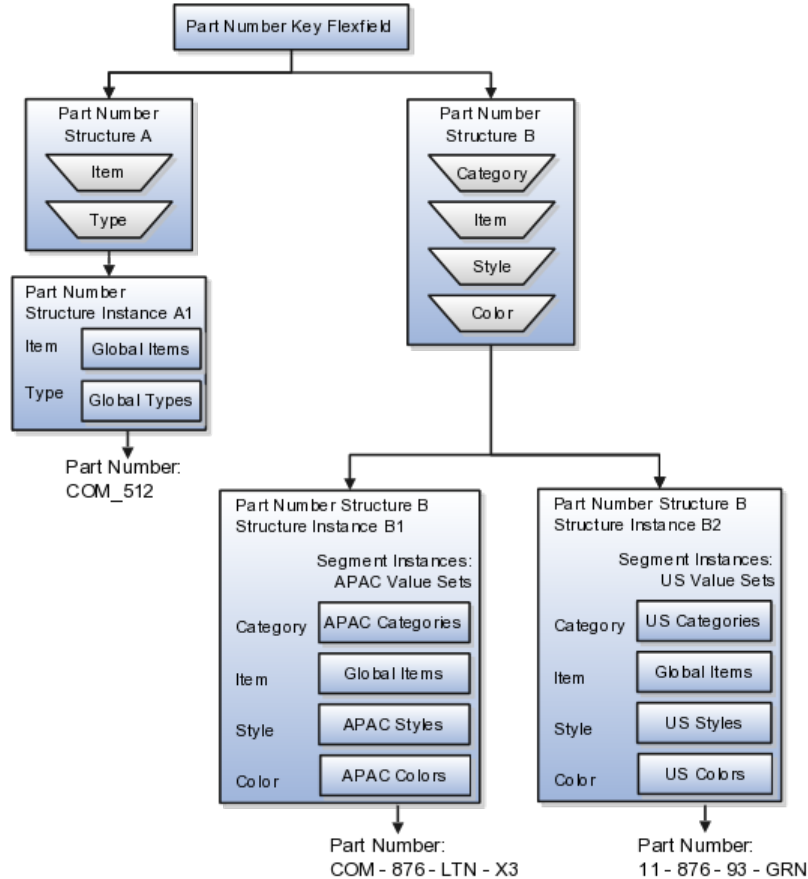 Part Number Key Flexfield
Part Number
Structure A
Item
Type
Part Number
Structure B
Category
Item
Style
Color
Part Number
Structure Instance A1
Item
Global Items
Type
Global Types
Part Number:
COM_512
Part Number Structure B
Structure Instance B1
Segment Instances:
APAC Value Sets
Category
APAC Categories
Item
Global Items
Style
APAC Styles
Color
APAC Colors
Part Number:
COM - 876 - LTN - X3
Part Number Structure B
Structure Instance B2
Segment Instances:
US Value Sets
Category
US Categories
Item
Global Items
Style
US Styles
Color
US Colors
Part Number:
11 - 876 - 93 - GRN